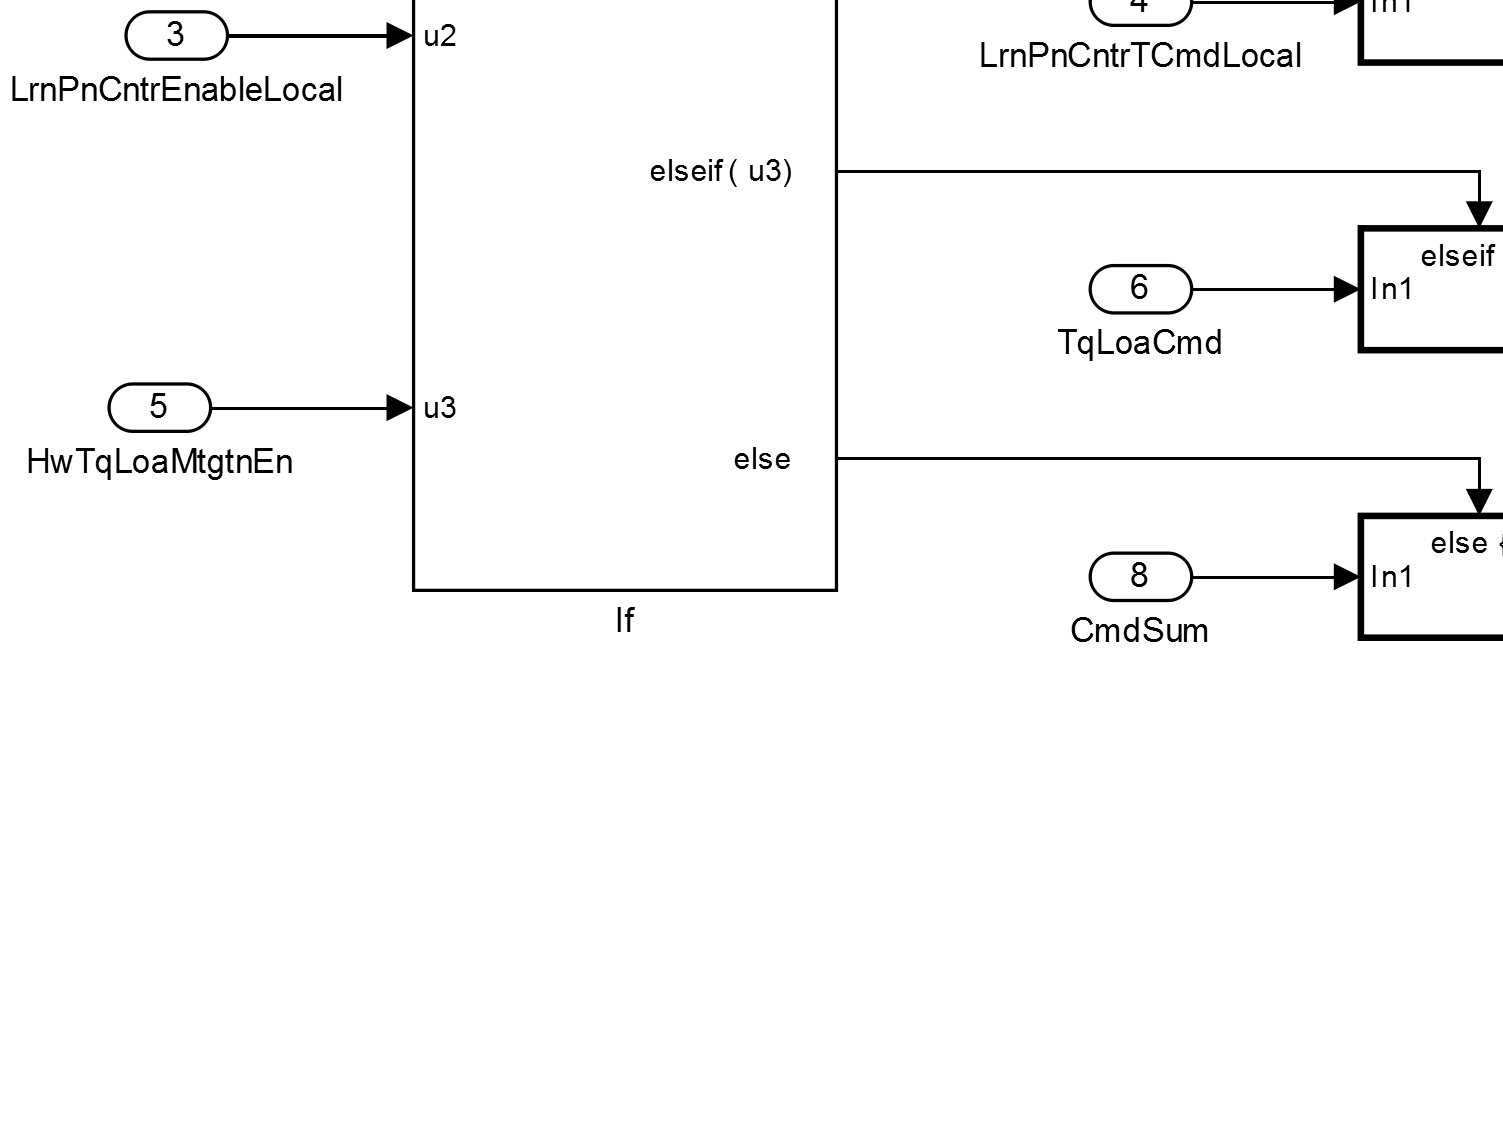 4
In1
3
u2
LrnPnCntrTCmdLocal
LrnPnCntrEnableLocal
elseif ( u3)
elseif
6
In1
TqLoaCmd
5
u3
HwTqLoaMtgtnEn
else
else {
8
In1
If
CmdSum